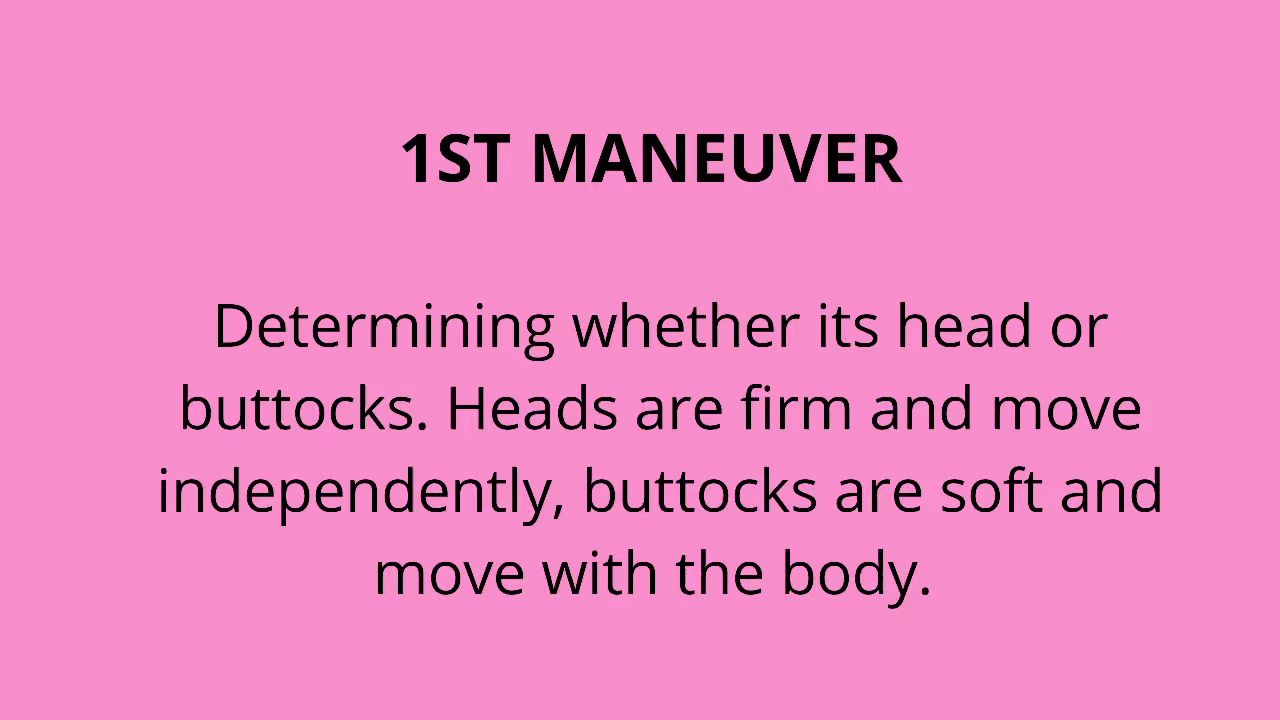 1ST MANEUVER
Determining whether its head or
buttocks. Heads are firm and move
independently, buttocks are soft and
move with the body.